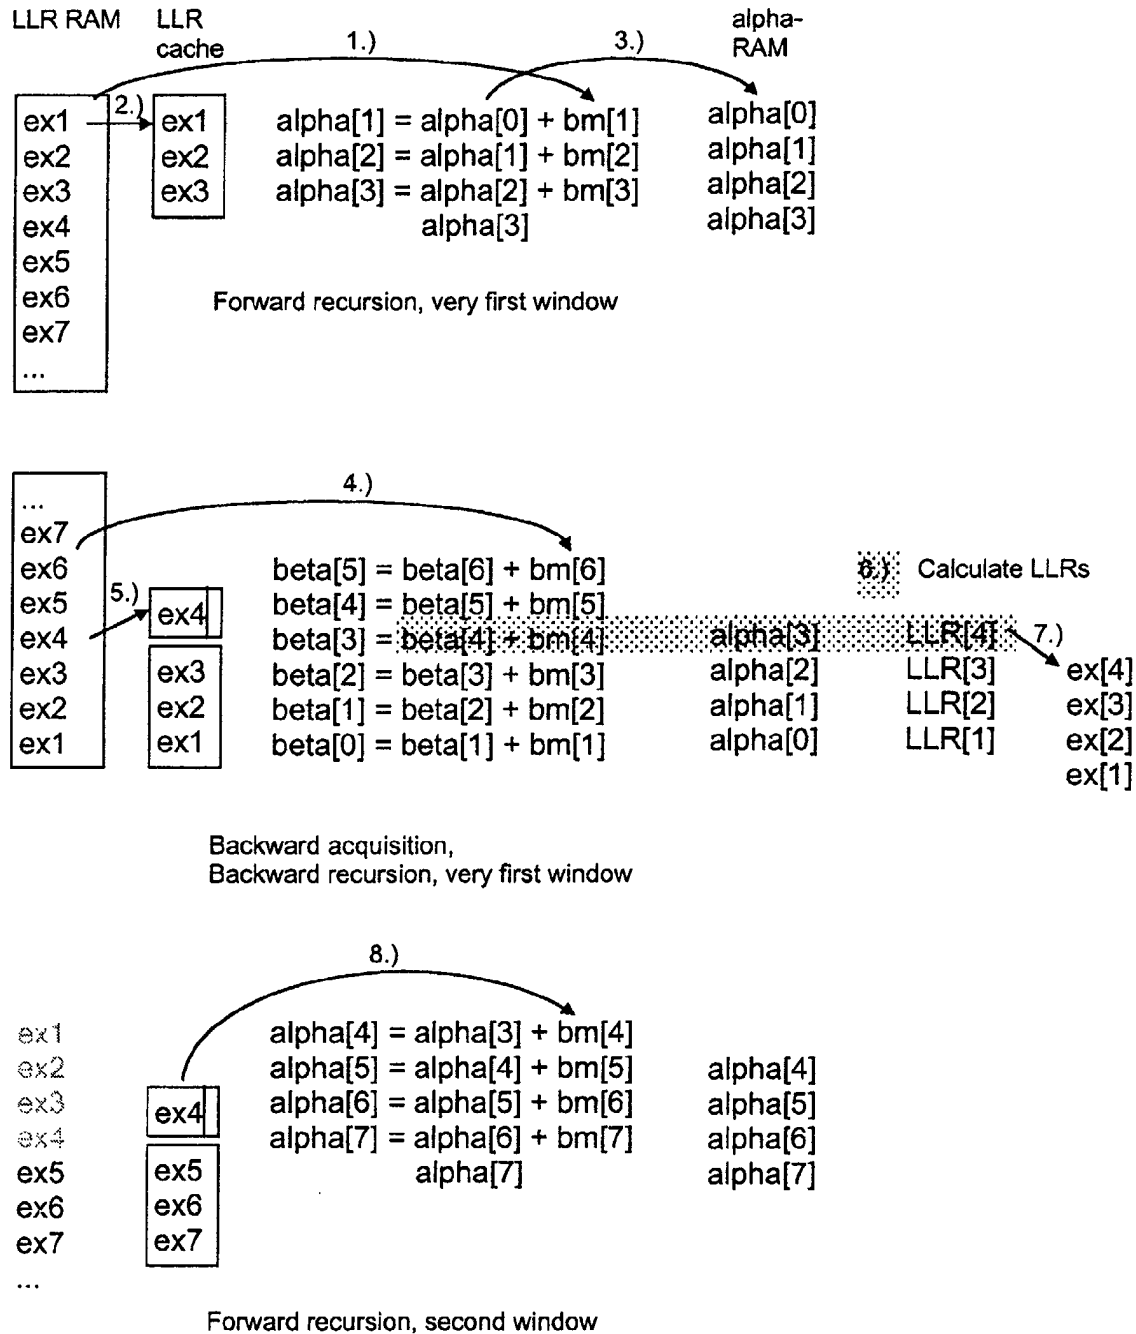 LLR RAM LLR cache alpha-RAM
1.) 3.)
2.)
ex1 ex1 alpha[1] = alpha[0] + bm[1] alpha[0]
ex2 ex2 alpha[2] = alpha[1] + bm[2] alpha[1]
ex3 ex3 alpha[3] = alpha[2] + bm[3] alpha[2]
ex4 alpha[3] alpha[3]
ex5
ex6
ex7
...
Forward recursion, very first window
4.)
...
ex7
ex6 beta[5] = beta[6] + bm[6] 6.) Calculate LLRs
ex5 5.) ex4 beta[4] = beta[5] + bm[5]
ex4 beta[3] = beta[4] + bm[4] alpha[3] LLR[4] 7.)
ex3 ex3 beta[2] = beta[3] + bm[3] alpha[2] LLR[3] ex[4]
ex2 ex2 beta[1] = beta[2] + bm[2] alpha[1] LLR[2] ex[3]
ex1 ex1 beta[0] = beta[1] + bm[1] alpha[0] LLR[1] ex[2]
ex[1]
Backward acquisition,
Backward recursion, very first window
8.)
ex1 alpha[4] = alpha[3] + bm[4]
ex2 alpha[5] = alpha[4] + bm[5] alpha[4]
ex3 ex4 alpha[6] = alpha[5] + bm[6] alpha[5]
ex4 alpha[7] = alpha[6] + bm[7] alpha[6]
ex5 ex5 alpha[7] alpha[7]
ex6 ex6
ex7 ex7
...
Forward recursion, second window